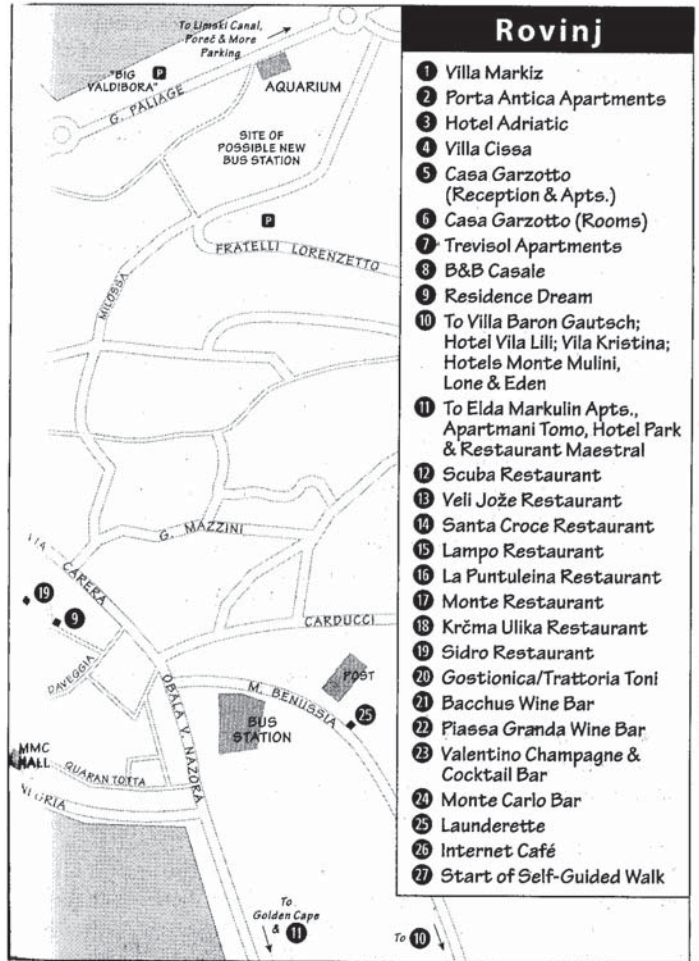 To Limski Canal,
Poreč & More
Parking
"BIG
VALDIBORA"
P
AQUARIUM
G. PALIAGE
SITE OF
POSSIBLE NEW
BUS STATION
P
FRATELLI LORENZETTO
MILOSSA
G. MAZZINI
CARERA
19
9
DAVEGGIA
CARDUCCI
POST
M. BENUSSIA
25
OBALA V. NAZORA
BUS
STATION
MMC
HALL
QUARANTOTTA
To
Golden Cape
& 11
To 10
Rovinj
1 Villa Markiz
2 Porta Antica Apartments
3 Hotel Adriatic
4 Villa Cissa
5 Casa Garzotto
(Reception & Apts.)
6 Casa Garzotto (Rooms)
7 Trevisol Apartments
8 B&B Casale
9 Residence Dream
10 To Villa Baron Gautsch;
Hotel Vila Lili; Vila Kristina;
Hotels Monte Mulini,
Lone & Eden
11 To Elda Markulin Apts.,
Apartmani Tomo, Hotel Park
& Restaurant Maestral
12 Scuba Restaurant
13 Veli Jože Restaurant
14 Santa Croce Restaurant
15 Lampo Restaurant
16 La Puntuleina Restaurant
17 Monte Restaurant
18 Krčma Ulika Restaurant
19 Sidro Restaurant
20 Gostionica/Trattoria Toni
21 Bacchus Wine Bar
22 Piassa Granda Wine Bar
23 Valentino Champagne &
Cocktail Bar
24 Monte Carlo Bar
25 Launderette
26 Internet Café
27 Start of Self-Guided Walk